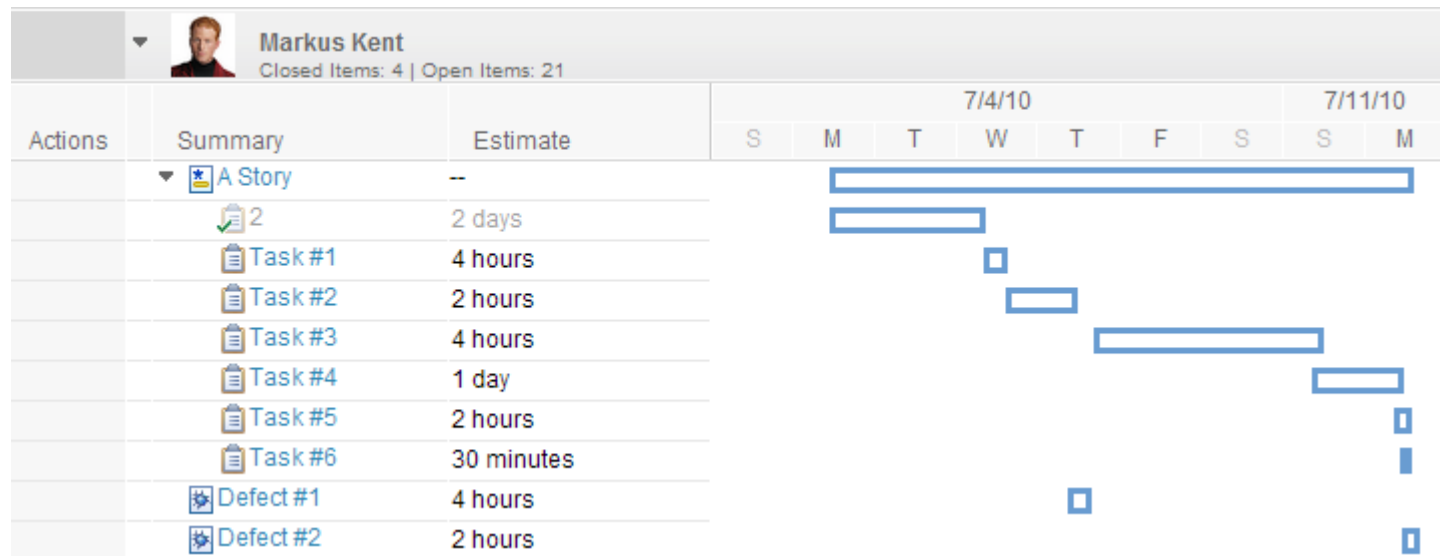 Markus Kent
Closed Items: 4 | Open Items: 21
7/4/10 7/11/10
Actions Summary Estimate S M T W T F S S M
A Story --
2 2 days
Task #1 4 hours
Task #2 2 hours
Task #3 4 hours
Task #4 1 day
Task #5 2 hours
Task #6 30 minutes
Defect #1 4 hours
Defect #2 2 hours